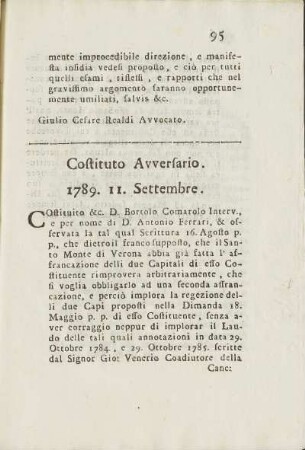 95
mente improcedibile direzione, e manife-
sta insidia vedesi proposto, e ciò per tutti
quelli esami, riflessi, e rapporti che nel
gravissimo argomento saranno opportune-
mente umiliati, salvis &c.
Giulio Cesare Realdi Avvocato.
Costituto Avversario.
1789. 11. Settembre.
COstituito &c. D. Bortolo Comarolo Interv.,
e per nome di D. Antonio Ferrari, & os-
servata la tal qual Scrittura 16. Agosto p.
p., che dietro il franco supposto, che il San-
to Monte di Verona abbia già fatta l'af-
francazione delli due Capitali di esso Co-
stituente rimprovera arbitrariamente, che
si voglia obbligarlo ad una seconda affran-
cazione, e perciò implora la regezione del-
li due Capi proposti nella Dimanda 18.
Maggio p. p. di esso Costituente, senza a-
ver corraggio neppur di implorar il Lau-
do delle tali quali annotazioni in data 29.
Ottobre 1784., e 29. Ottobre 1785. scritte
dal Signor Gio: Venerio Coadiutore della
Canc: